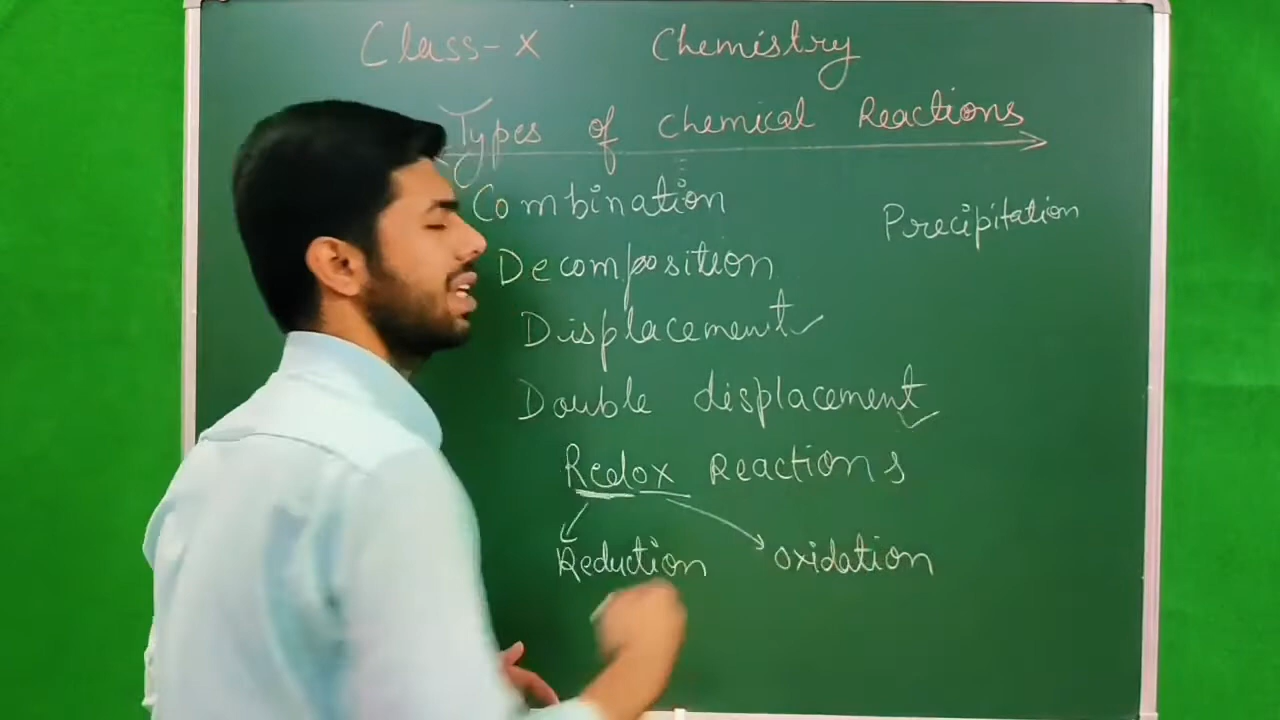 Class-X Chemistry
Types of chemical Reactions
Combination
Precipitation
Decomposition
Displacement
Double displacement
Redox Reactions
Reduction oxidation